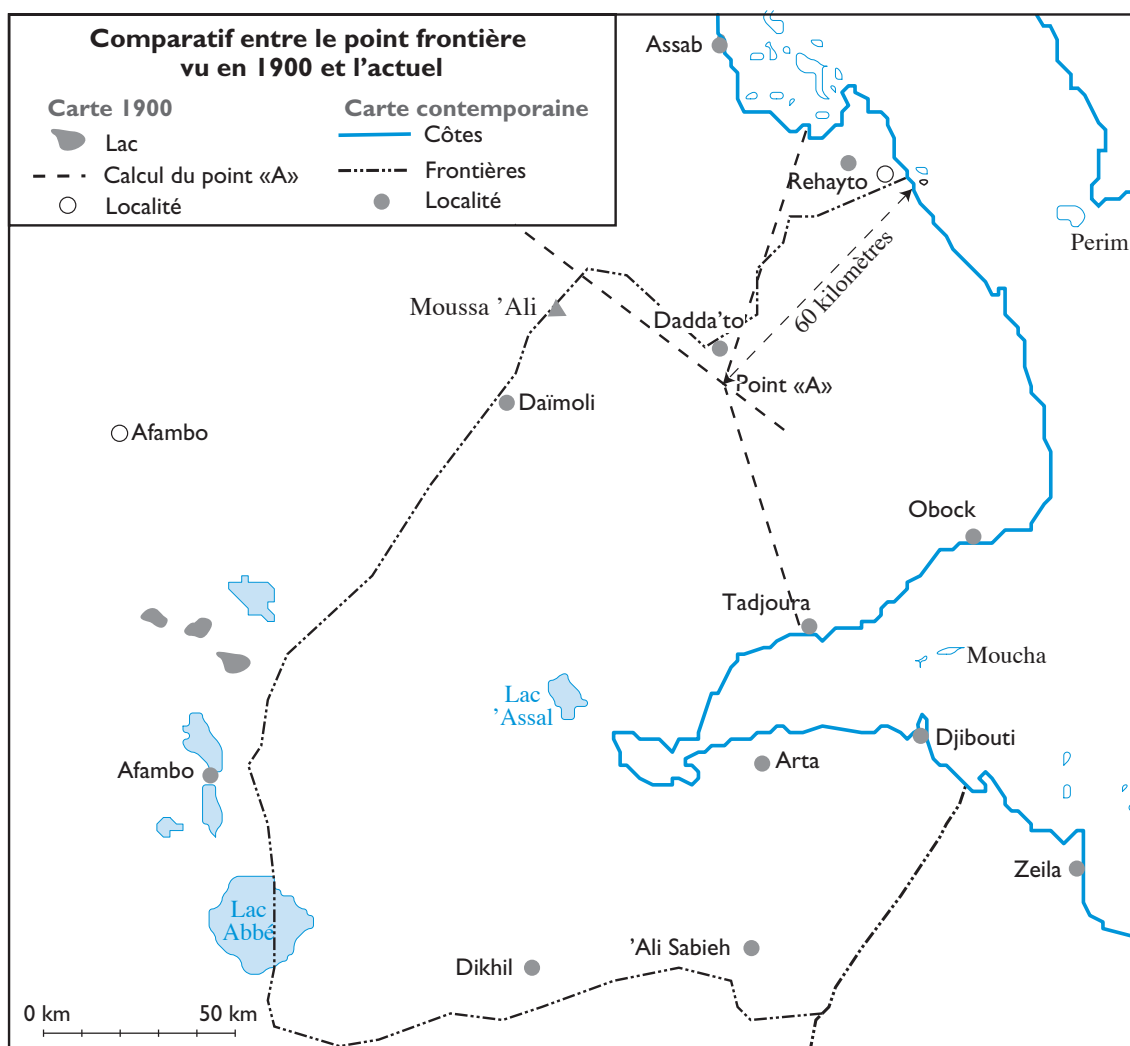 Comparatif entre le point frontière
vu en 1900 et l'actuel
Carte 1900
Lac
Calcul du point «A»
Localité
Carte contemporaine
Côtes
Frontières
Localité
Assab
Rehayto
Perim
60 kilomètres
Moussa 'Ali
Dadda'to
Point «A»
Daïmoli
Afambo
Obock
Tadjoura
Moucha
Lac
'Assal
Djibouti
Arta
Afambo
Zeila
Lac
Abbé
'Ali Sabieh
Dikhil
0 km
50 km